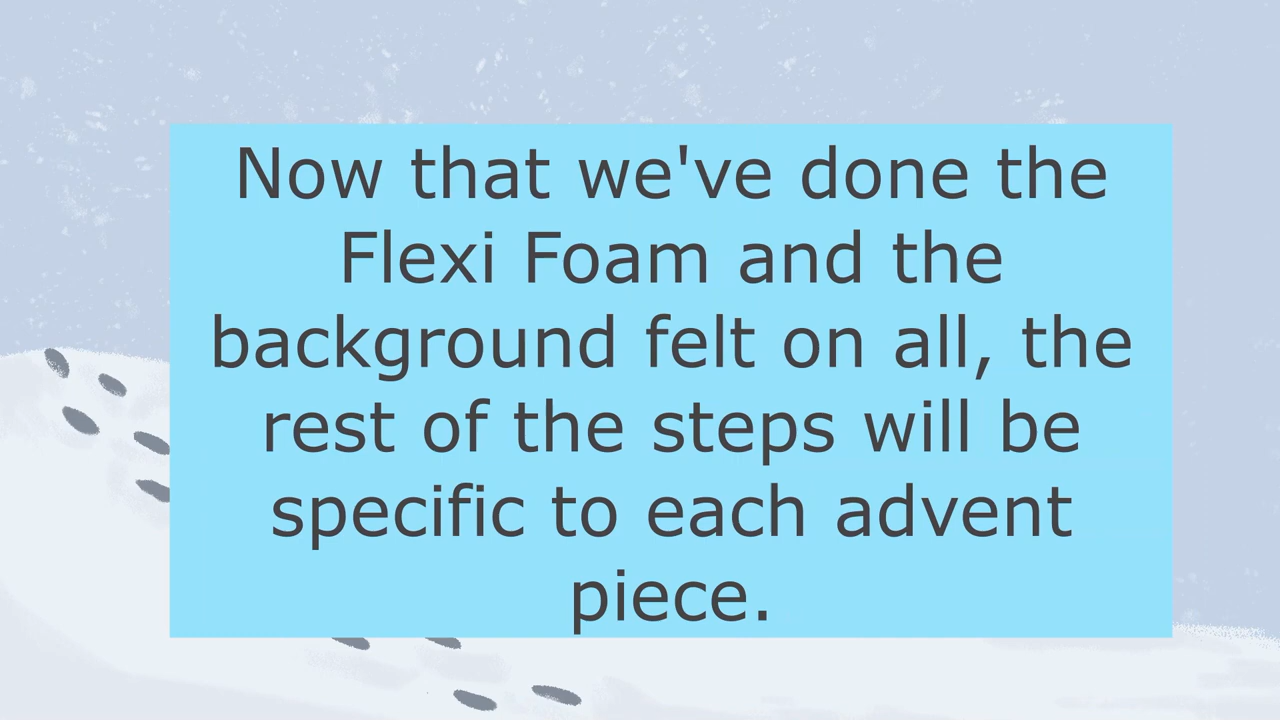 Now that we've done the
Flexi Foam and the
background felt on all, the
rest of the steps will be
specific to each advent
piece.